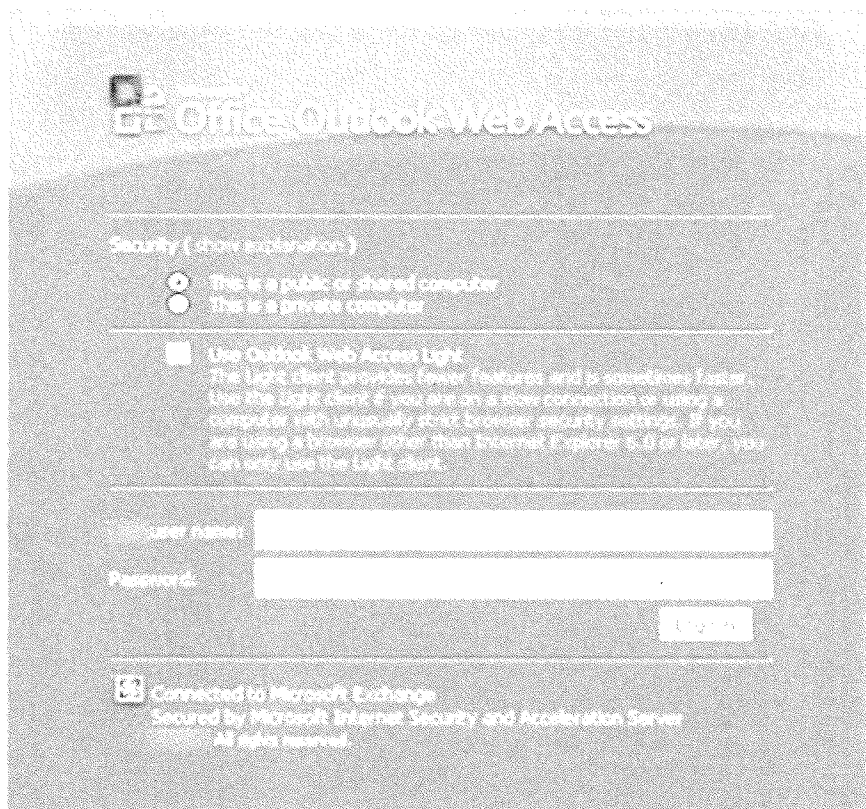 Office Outlook Web Access
Security ( show explanation )
This is a public or shared computer
This is a private computer
Use Outlook Web Access Light
The Light client provides fewer features and is sometimes faster.
Use the Light client if you are on a slow connection or using a
computer with unusually strict browser security settings. If you
are using a browser other than Internet Explorer 6.0 or later, you
can only use the Light client.
user name:
Password:
Log On
Connected to Microsoft Exchange
Secured by Microsoft Internet Security and Acceleration Server
All rights reserved.